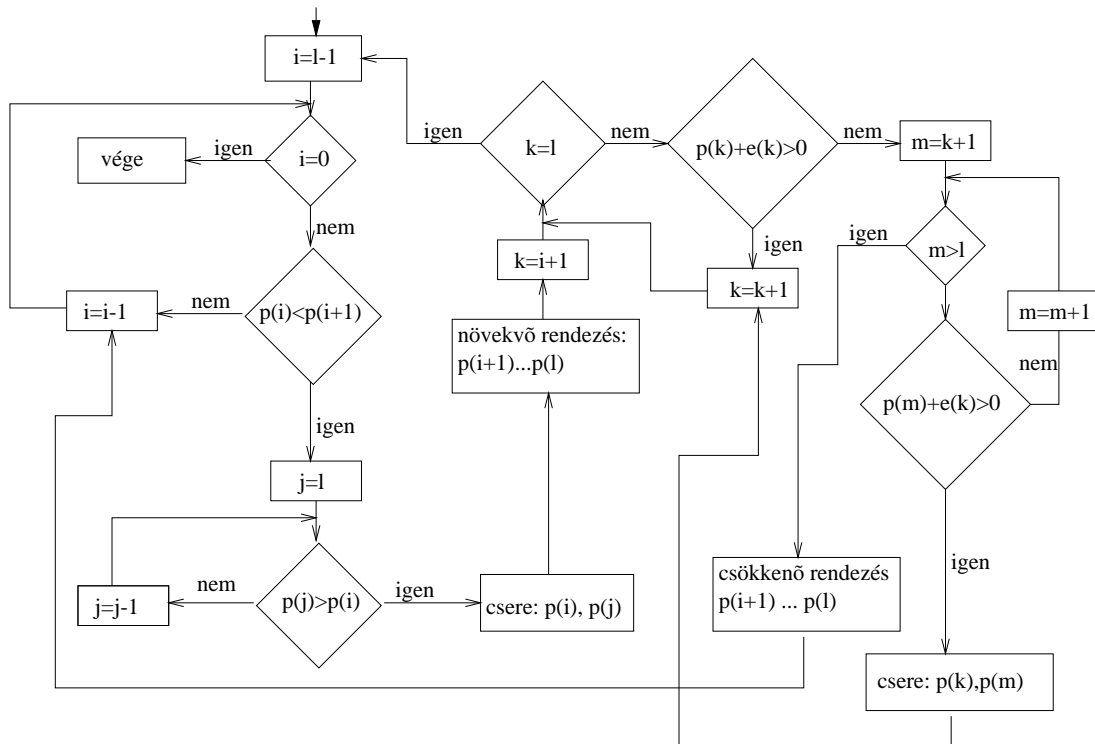 i=l-1
igen
k=l
nem
p(k)+e(k)>0
nem
m=k+1
vége
igen
i=0
nem
k=i+1
igen
k=k+1
igen
m>l
i=i-1
nem
p(i)<p(i+1)
növekvõ rendezés:
p(i+1)...p(l)
m=m+1
nem
p(m)+e(k)>0
igen
j=l
j=j-1
nem
p(j)>p(i)
igen
csere: p(i), p(j)
csökkenõ rendezés
p(i+1) ... p(l)
igen
csere: p(k),p(m)